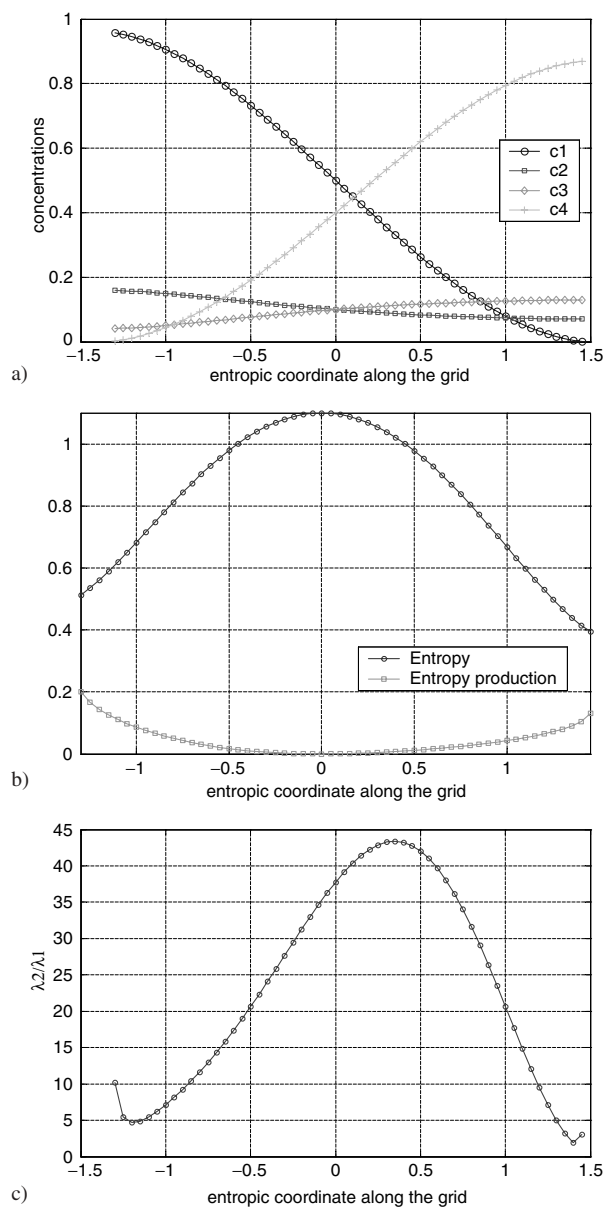 1
0.8
0.6
0.4
0.2
0
concentrations
c1
c2
c3
c4
−1.5 −1 −0.5 0 0.5 1 1.5
entropic coordinate along the grid
a)
1
0.8
0.6
0.4
0.2
0
Entropy
Entropy production
−1 −0.5 0 0.5 1
entropic coordinate along the grid
b)
45
40
35
30
25
20
15
10
5
0
λ2/λ1
−1.5 −1 −0.5 0 0.5 1 1.5
entropic coordinate along the grid
c)